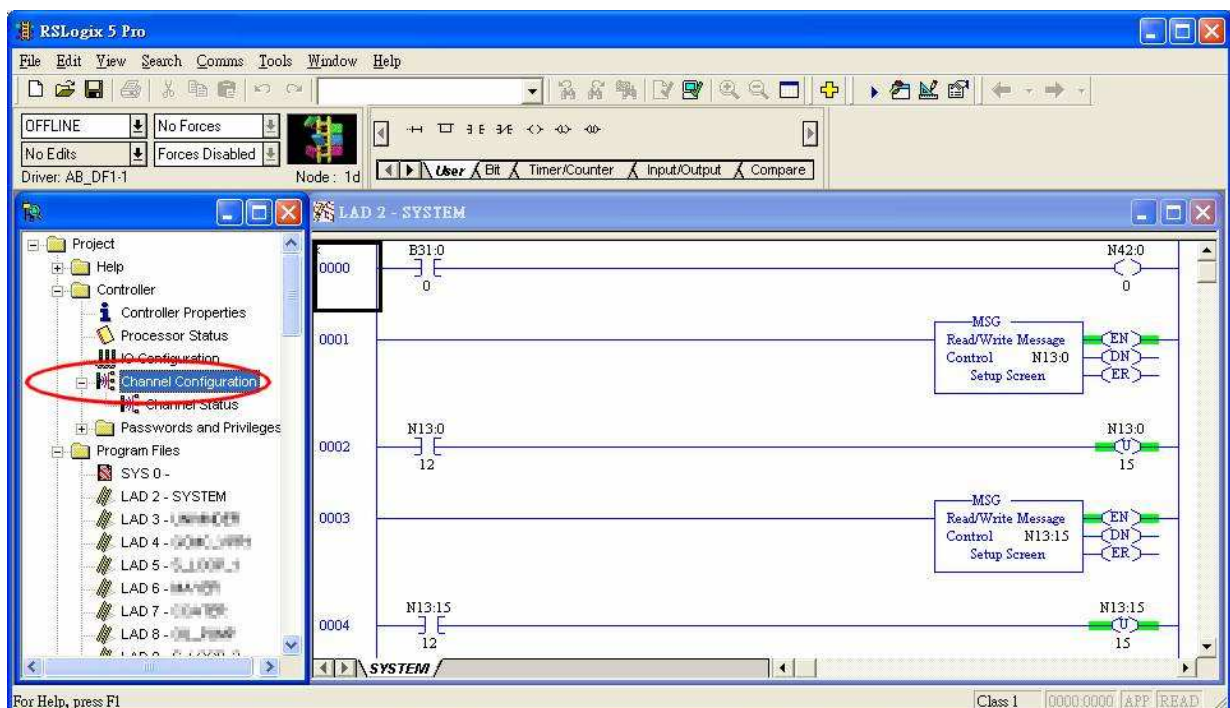 RSLogix 5 Pro
File Edit View Search Comms Tools Window Help
OFFLINE No Forces
No Edits Forces Disabled
Driver: AB_DF1-1 Node : 1d
User Bit Timer/Counter Input/Output Compare
LAD 2 - SYSTEM
Project
Help
Controller
Controller Properties
Processor Status
IO Configuration
Channel Configuration
Channel Status
Passwords and Privileges
Program Files
SYS 0 -
LAD 2 - SYSTEM
LAD 3 -
LAD 4 -
LAD 5 -
LAD 6 -
LAD 7 -
LAD 8 -
0000
B31:0
0
N42:0
0
0001
MSG
Read/Write Message
Control N13:0
Setup Screen
EN
DN
ER
0002
N13:0
12
N13:0
U
15
0003
MSG
Read/Write Message
Control N13:15
Setup Screen
EN
DN
ER
0004
N13:15
12
N13:15
U
15
SYSTEM
For Help, press F1
Class 1 0000:0000 APP READ